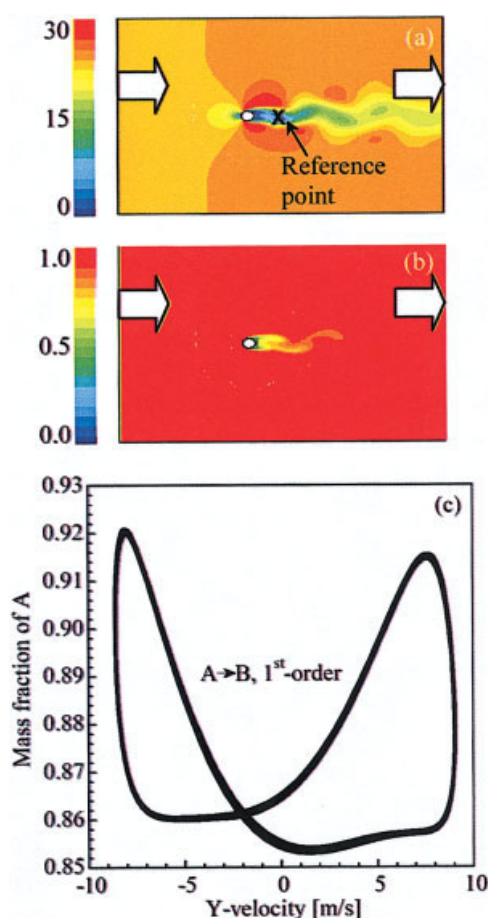 30
(a)
15
Reference
point
0
1.0
(b)
0.5
0.0
0.93
(c)
0.92
0.91
0.90
A→B, 1st-order
0.89
0.88
0.87
0.86
0.85
Mass fraction of A
-10 -5 0 5 10
Y-velocity [m/s]